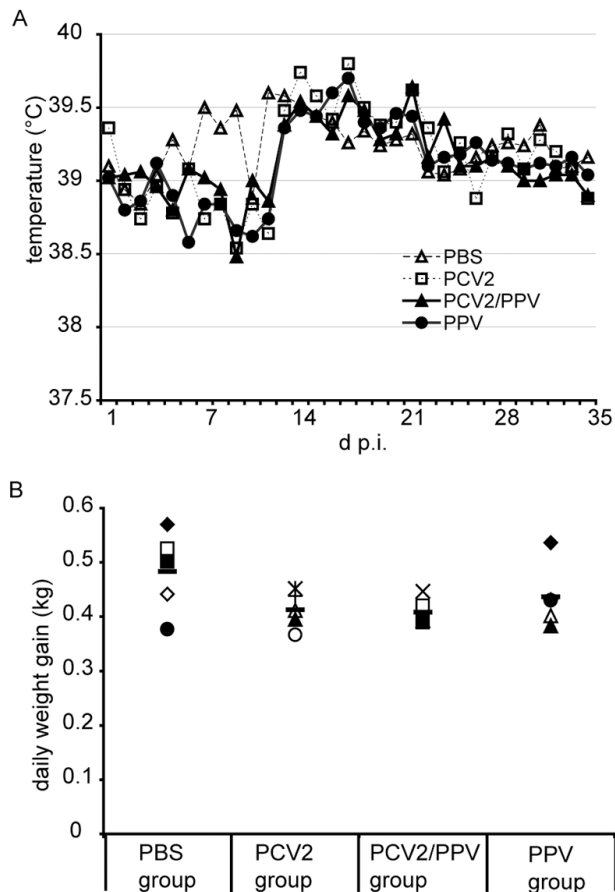 A
40
39.5
39
38.5
38
37.5
temperature (°C)
PBS
PCV2
PCV2/PPV
PPV
1
7
14
21
28
35
d p.i.
B
0.6
0.5
0.4
0.3
0.2
0.1
0
daily weight gain (kg)
PBS
group
PCV2
group
PCV2/PPV
group
PPV
group